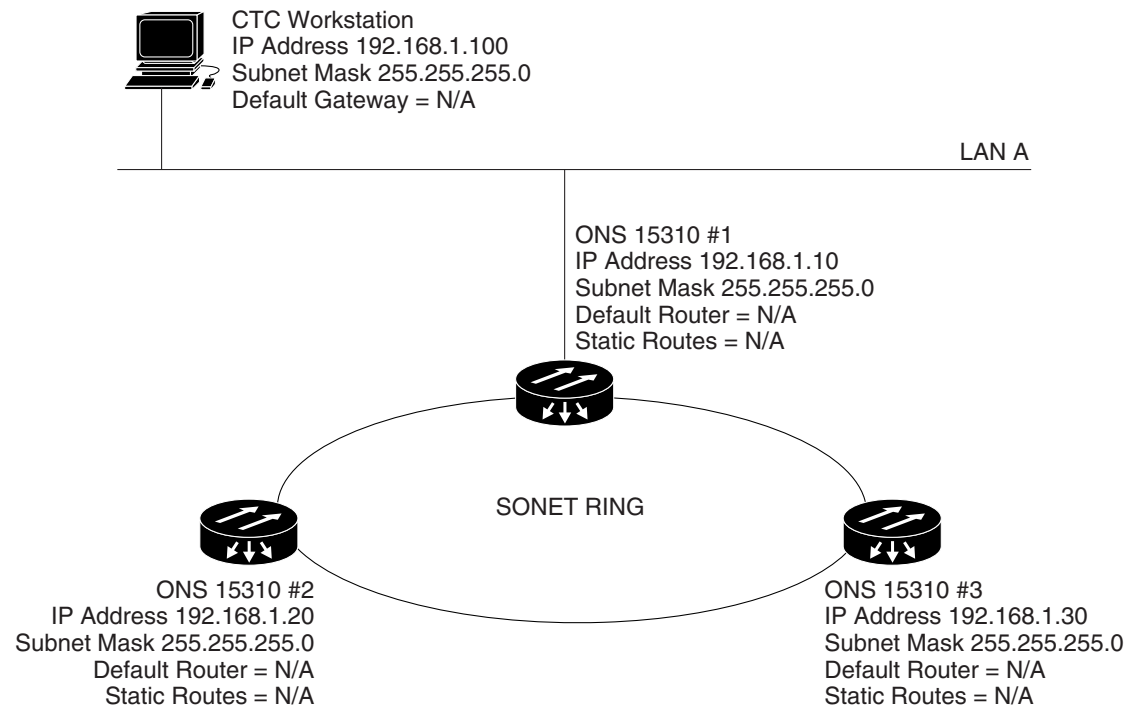 CTC Workstation
IP Address 192.168.1.100
Subnet Mask 255.255.255.0
Default Gateway = N/A
LAN A
ONS 15310 #1
IP Address 192.168.1.10
Subnet Mask 255.255.255.0
Default Router = N/A
Static Routes = N/A
SONET RING
ONS 15310 #2
IP Address 192.168.1.20
Subnet Mask 255.255.255.0
Default Router = N/A
Static Routes = N/A
ONS 15310 #3
IP Address 192.168.1.30
Subnet Mask 255.255.255.0
Default Router = N/A
Static Routes = N/A